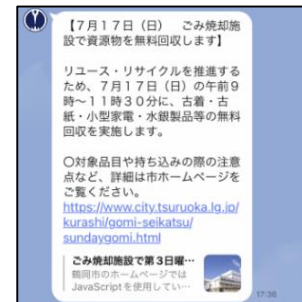 【7月17日(日) ごみ焼却施
設で資源物を無料回収します】
リユース・リサイクルを推進する
ため、7月17日(日)の午前9
時~11時30分に、古着・古
紙・小型家電・水銀製品等の無料
回収を実施します。
○対象品目や持ち込みの際の注意
点など、詳細は市ホームページを
ご覧ください。
https://www.city.tsuruoka.lg.jp/
kurashi/gomi-seikatsu/
sundaygomi.html
ごみ焼却施設で第3日曜…
鶴岡市のホームページでは
JavaScriptを使用してい…
17:36